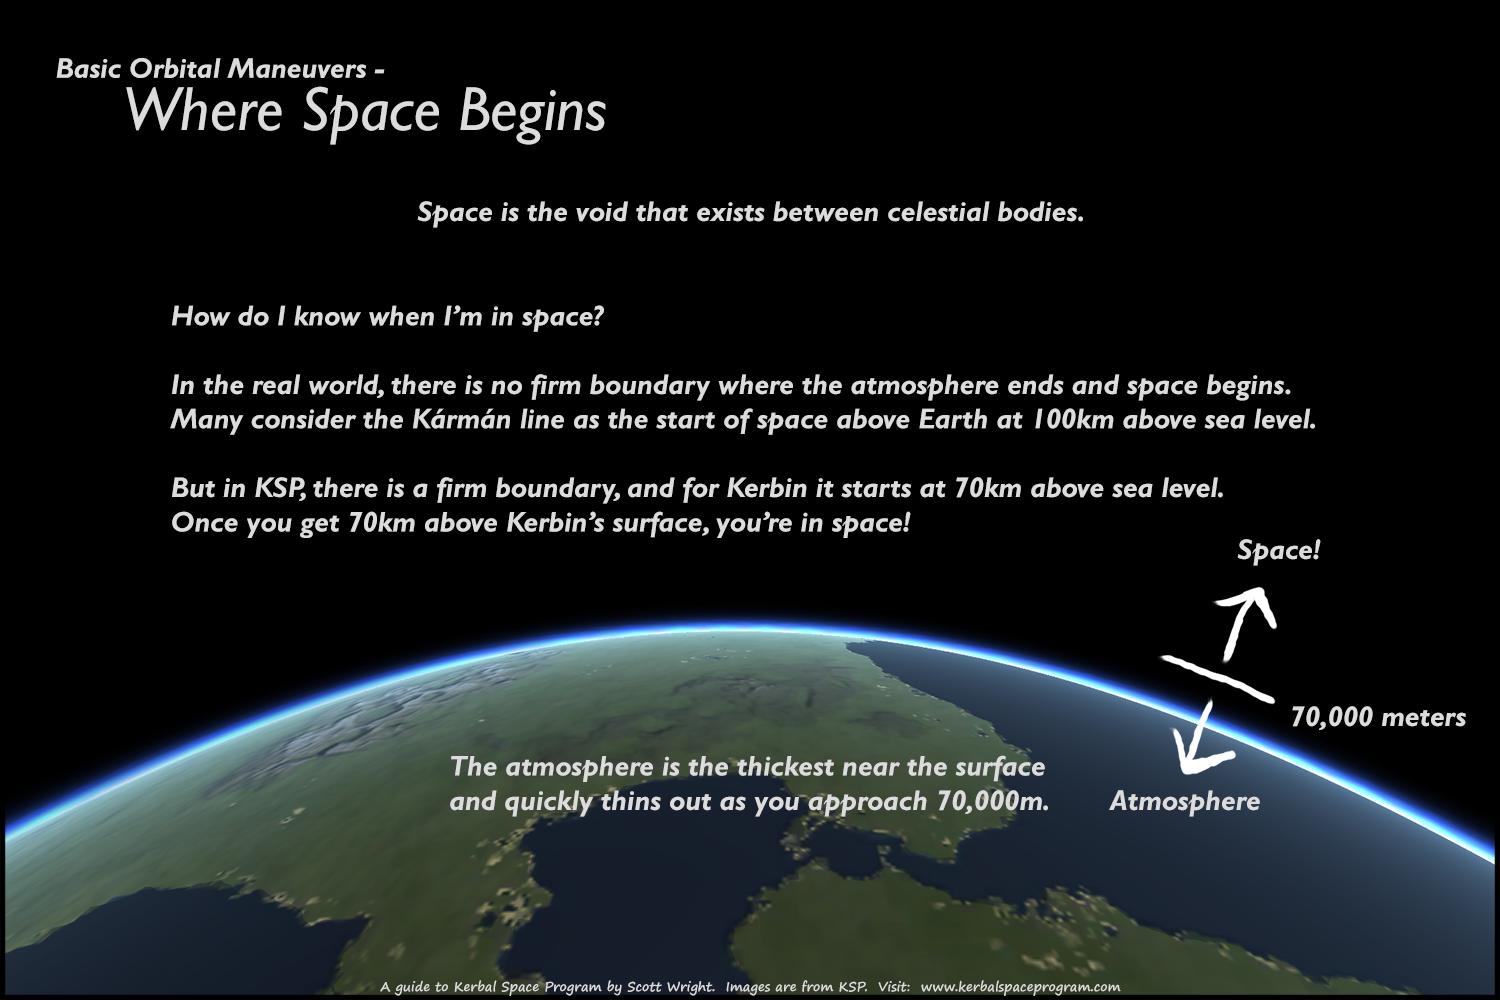 Basic Orbital Maneuvers -
Where Space Begins
Space is the void that exists between celestial bodies.
How do I know when I'm in space?
In the real world, there is no firm boundary where the atmosphere ends and space begins.
Many consider the Kármán line as the start of space above Earth at 100km above sea level.
But in KSP, there is a firm boundary, and for Kerbin it starts at 70km above sea level.
Once you get 70km above Kerbin's surface, you're in space!
Space!
70,000 meters
Atmosphere
The atmosphere is the thickest near the surface
and quickly thins out as you approach 70,000m.
A guide to Kerbal Space Program by Scott Wright.  Images are from KSP.  Visit:  www.kerbalspaceprogram.com